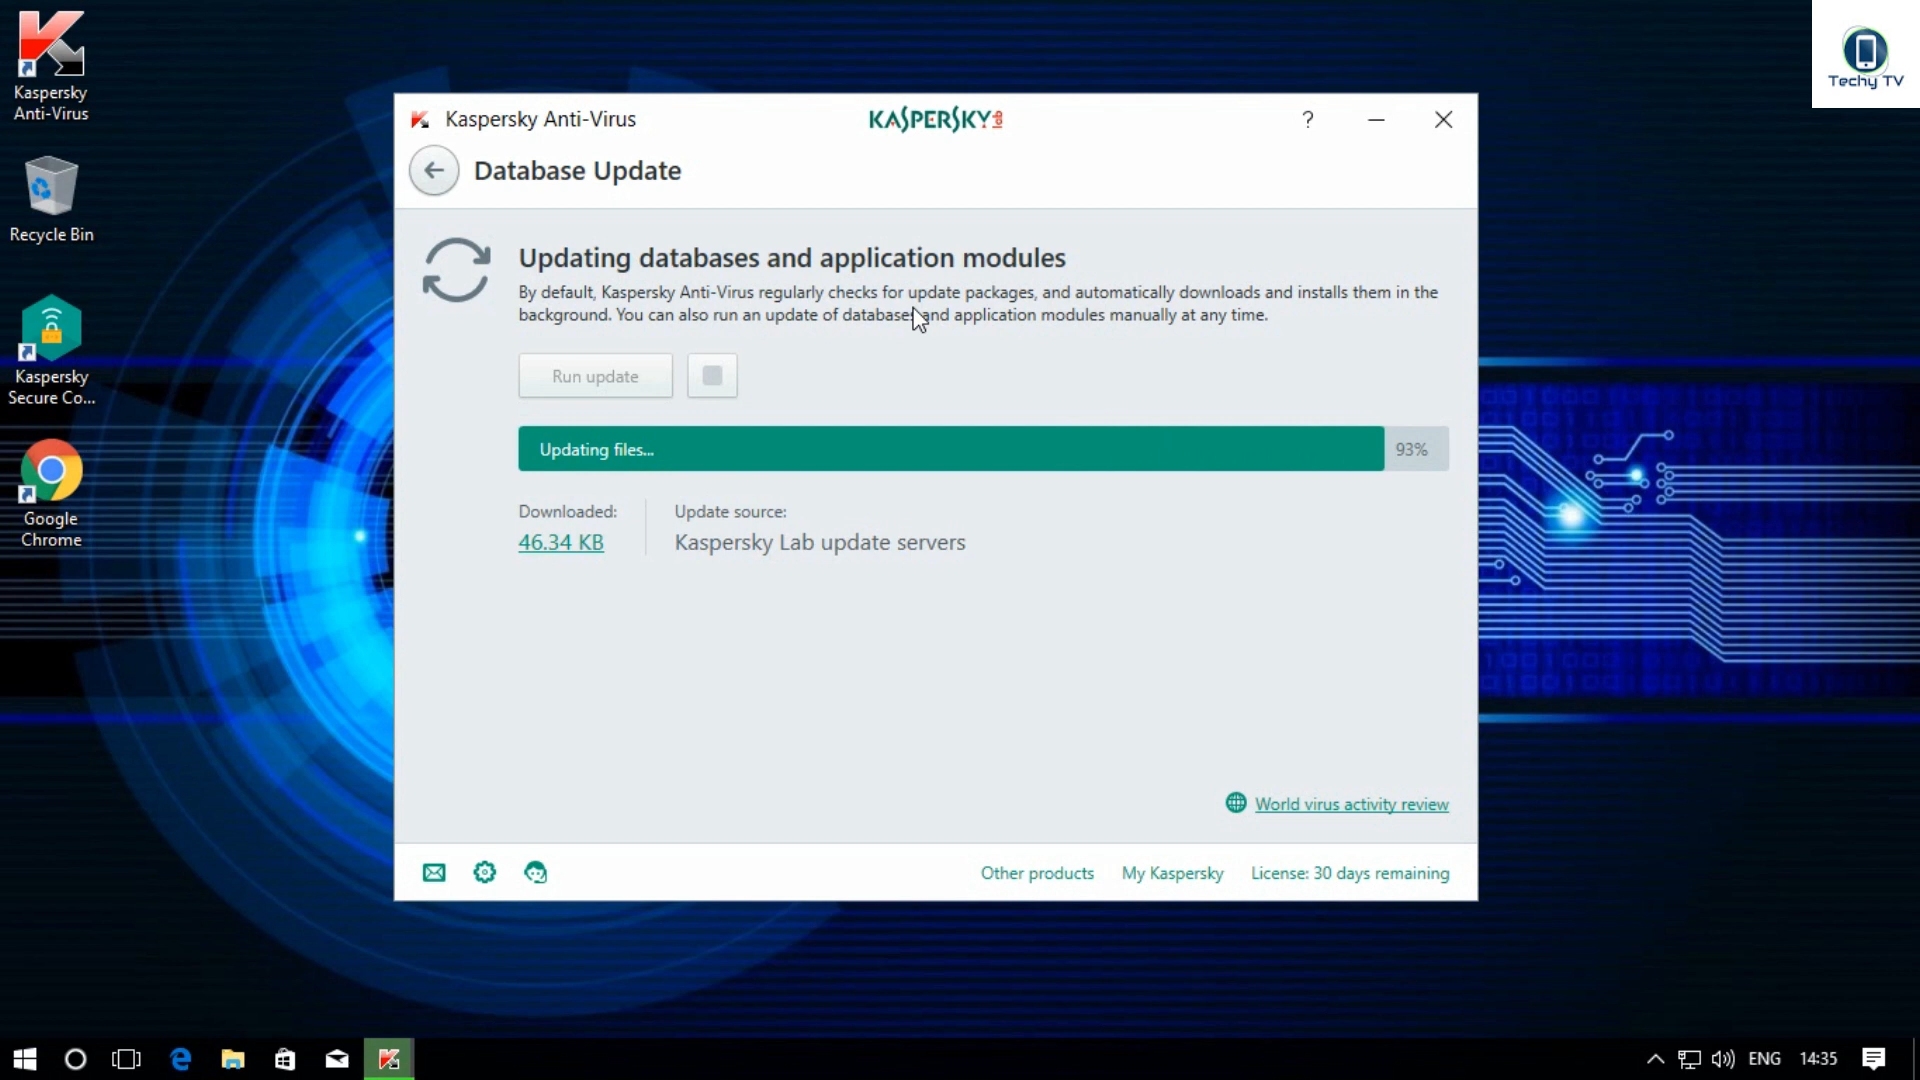 Kaspersky
Anti-Virus
Recycle Bin
Kaspersky
Secure Co...
Google
Chrome
Techy TV
Kaspersky Anti-Virus
KASPERSKY lab
?
Database Update
Updating databases and application modules
By default, Kaspersky Anti-Virus regularly checks for update packages, and automatically downloads and installs them in the
background. You can also run an update of databases and application modules manually at any time.
Run update
Updating files...
93%
Downloaded:
46.34 KB
Update source:
Kaspersky Lab update servers
World virus activity review
Other products
My Kaspersky
License: 30 days remaining
ENG
14:35